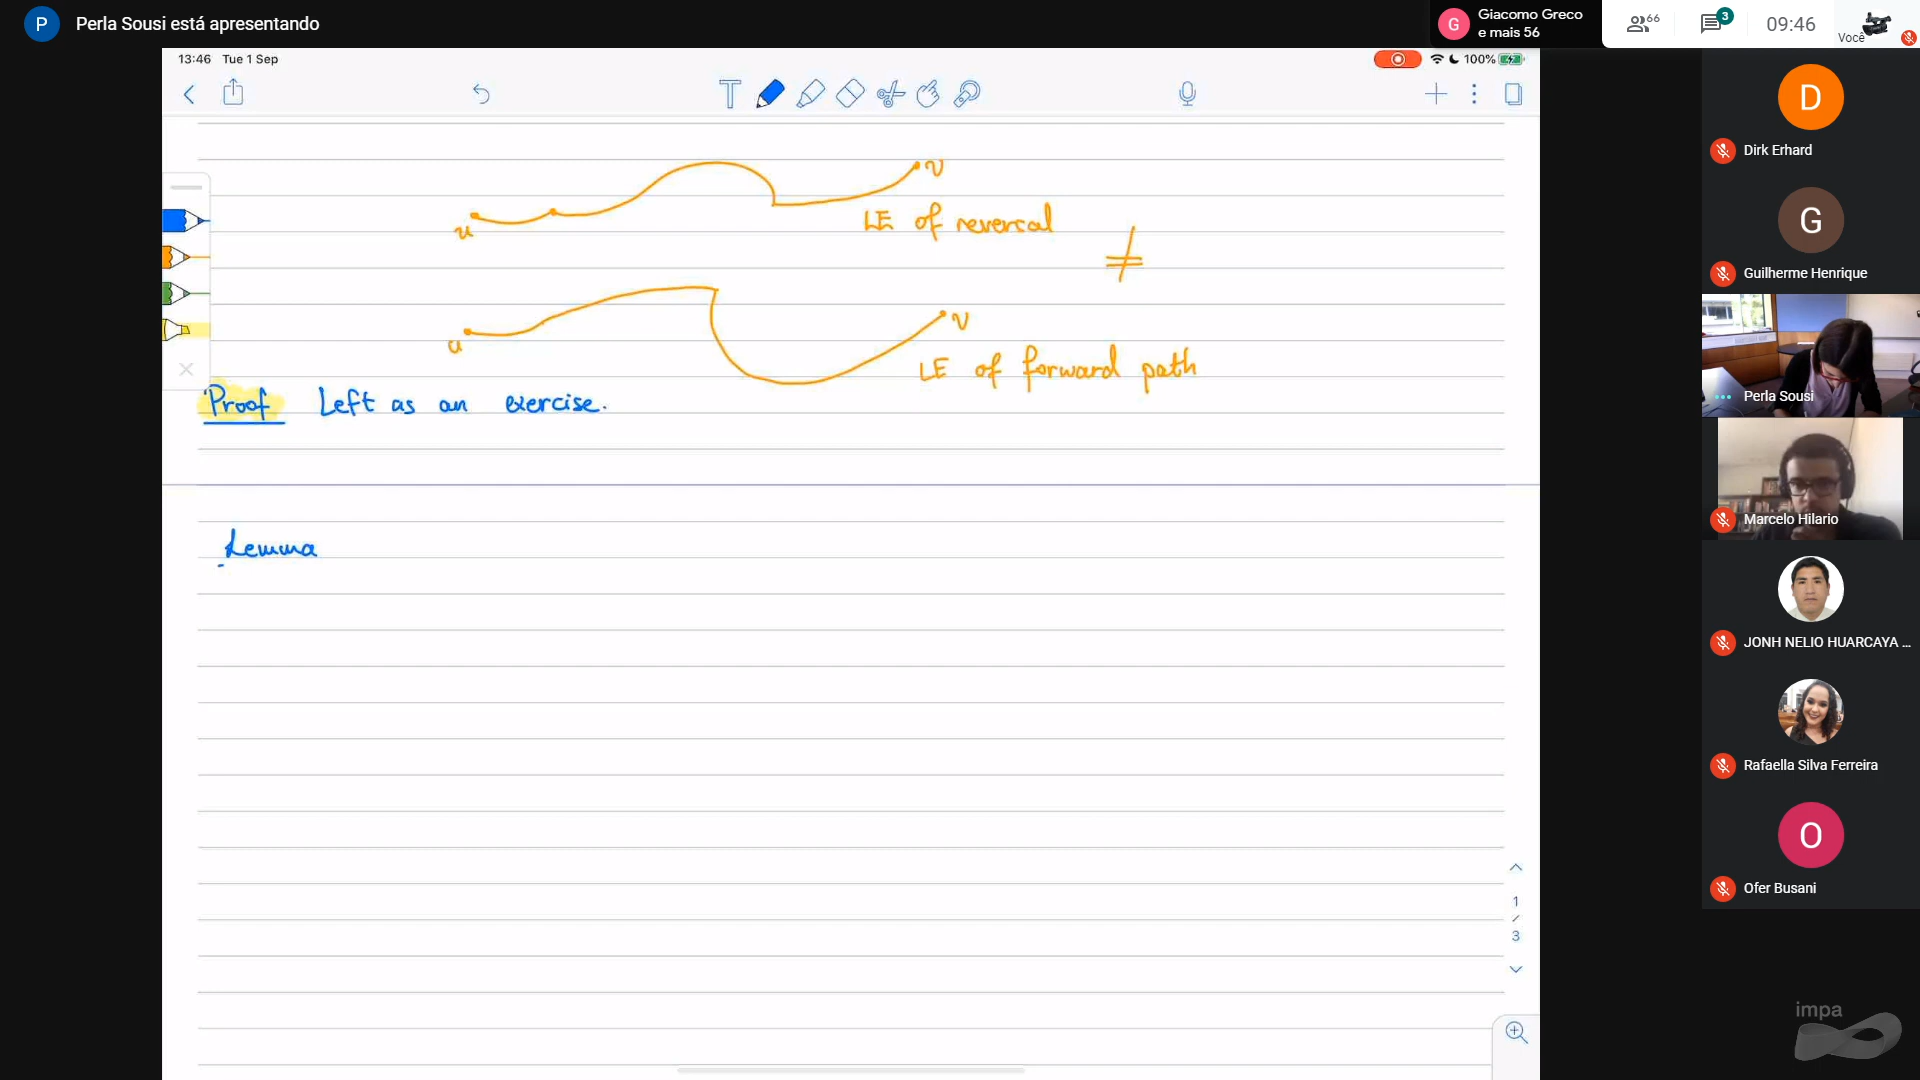 P Perla Sousi está apresentando
G Giacomo Greco
e mais 56
66
3
09:46
Você
13:46 Tue 1 Sep
100%
T
v
u
LE of reversal
≠
v
u
LE of forward path
Proof Left as an exercise.
Lemma
1
/
3
D
Dirk Erhard
G
Guilherme Henrique
Perla Sousi
Marcelo Hilario
JONH NELIO HUARCAYA ...
Rafaella Silva Ferreira
O
Ofer Busani
impa